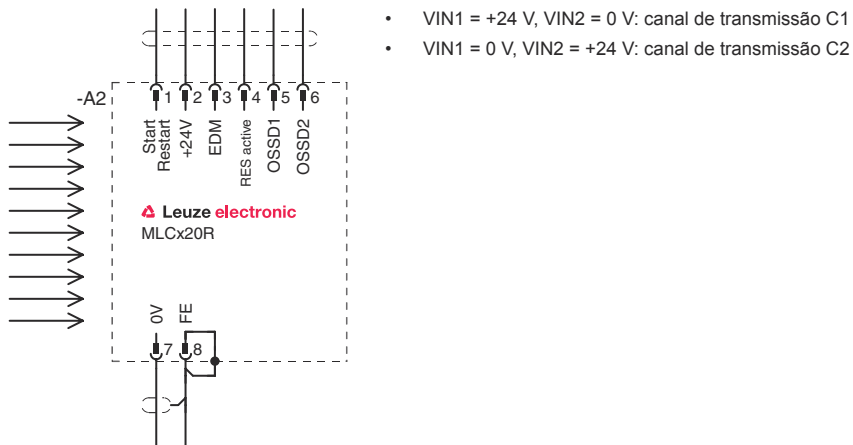 • VIN1 = +24 V, VIN2 = 0 V: canal de transmissão C1
• VIN1 = 0 V, VIN2 = +24 V: canal de transmissão C2
-A2
1 2 3 4 5 6
Start
Restart
+24V
EDM
RES active
OSSD1
OSSD2
Leuze electronic
MLCx20R
0V
FE
7 8